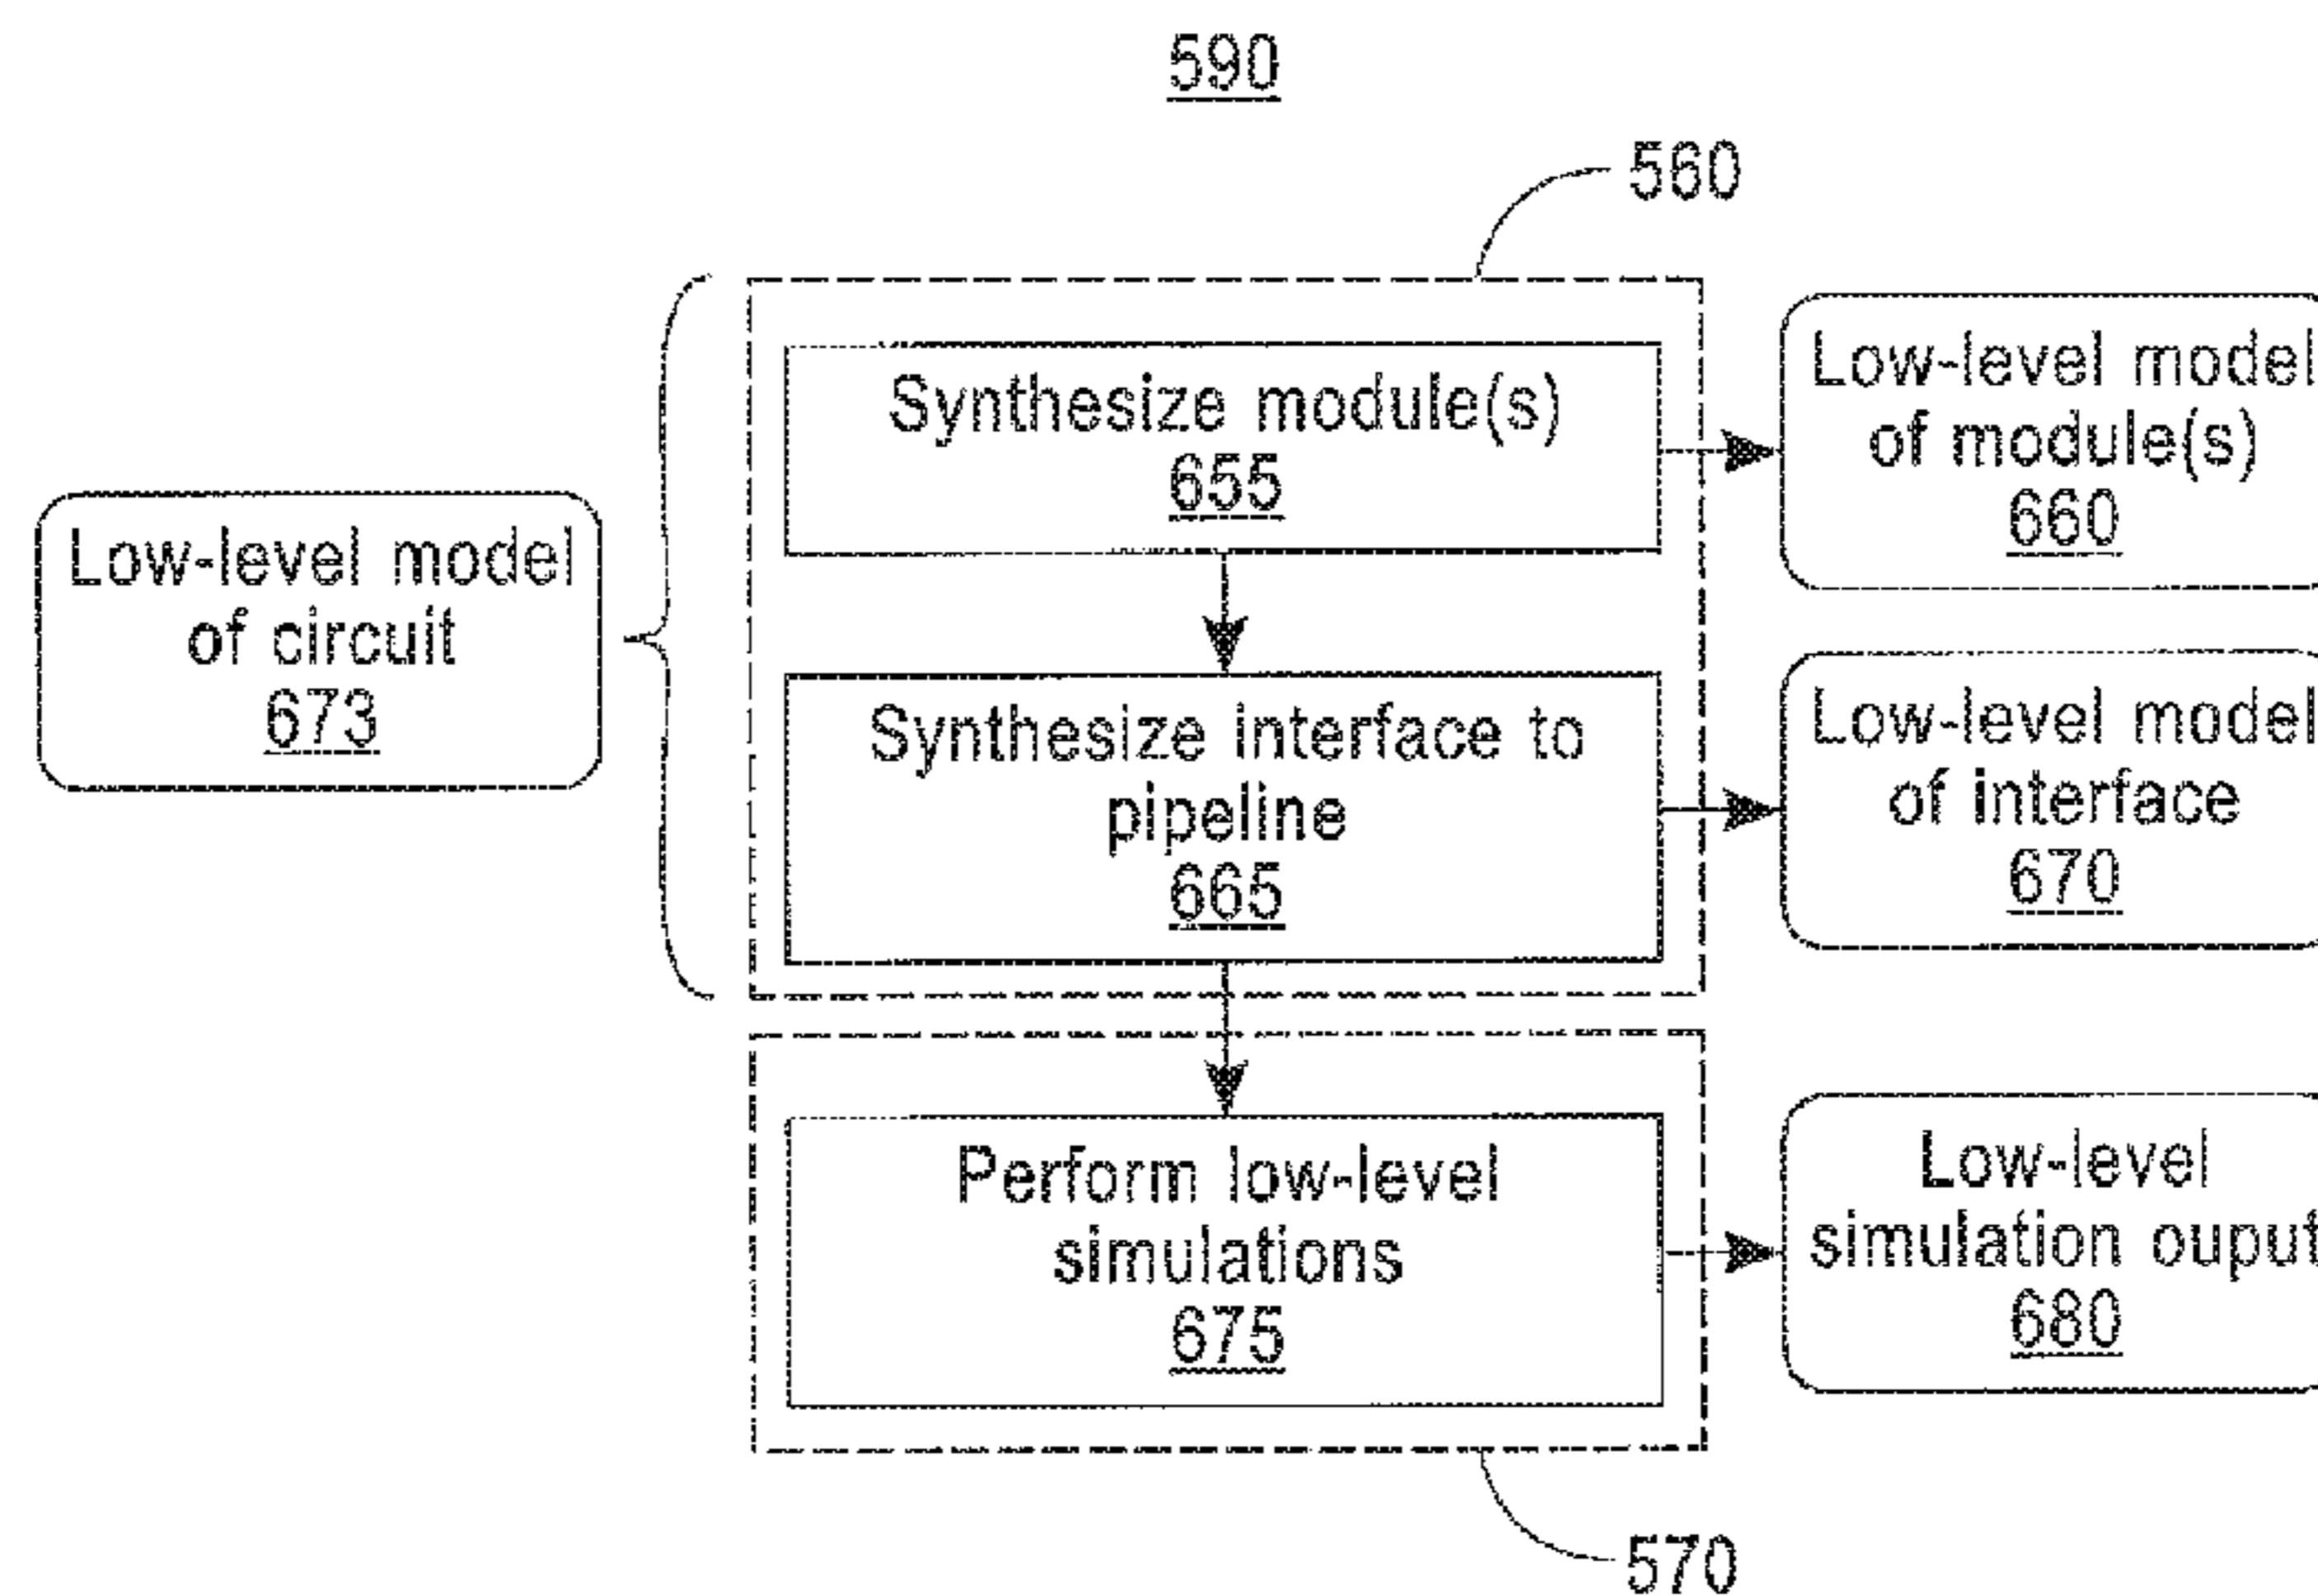 590
560
Synthesize module(s)
655
Low-level model
of module(s)
660
Low-level model
of circuit
673
Synthesize interface to
pipeline
665
Low-level model
of interface
670
Perform low-level
simulations
675
Low-level
simulation ouput
680
570